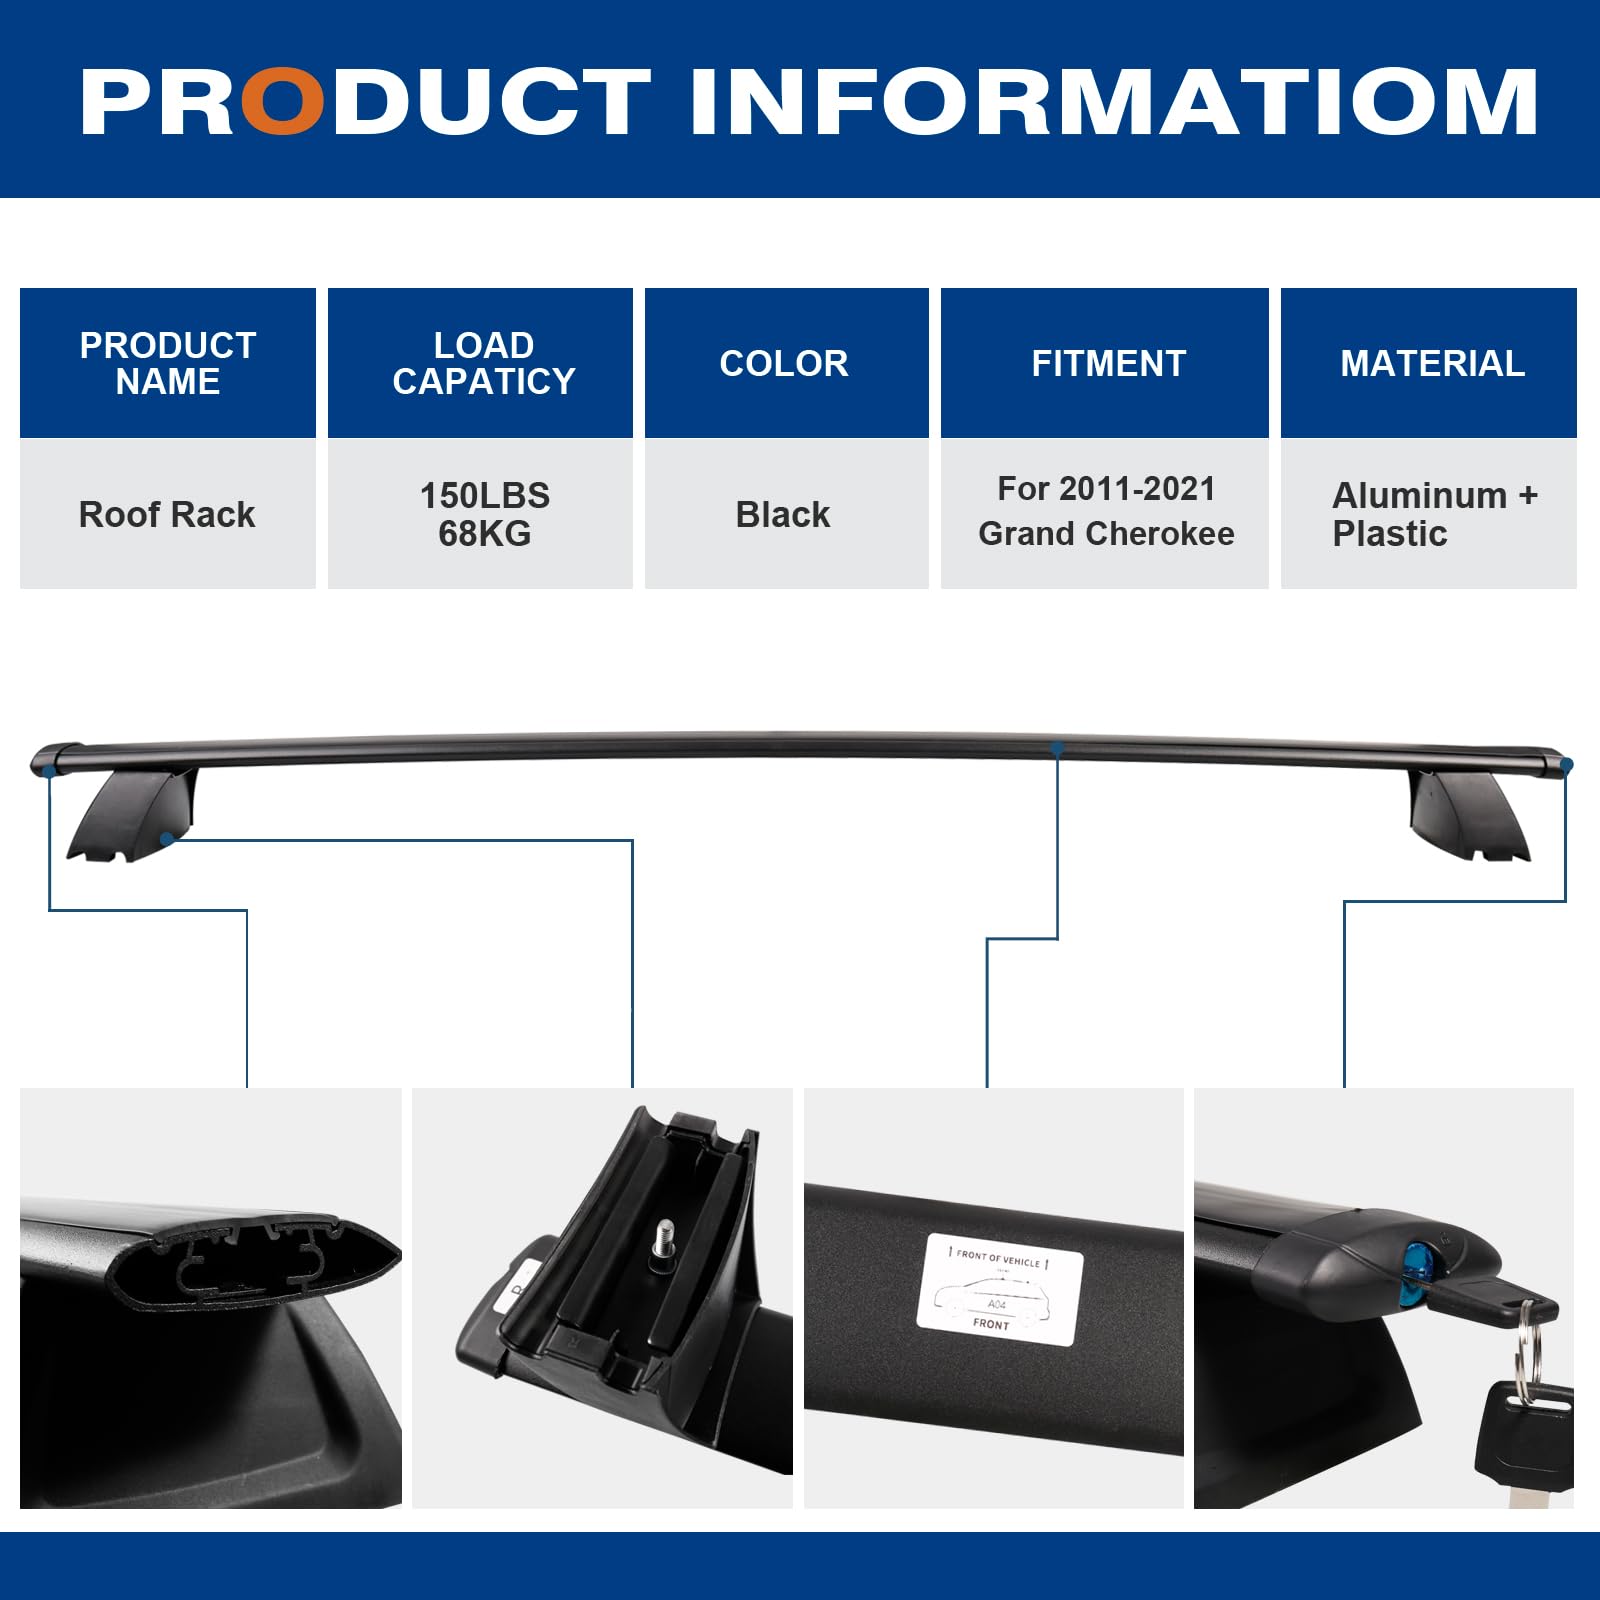 PRODUCT INFORMATIOM
PRODUCT
NAME
LOAD
CAPATICY
COLOR
FITMENT
MATERIAL
Roof Rack
150LBS
68KG
Black
For 2011-2021
Grand Cherokee
Aluminum +
Plastic
R
FRONT OF VEHICLE
A04
FRONT